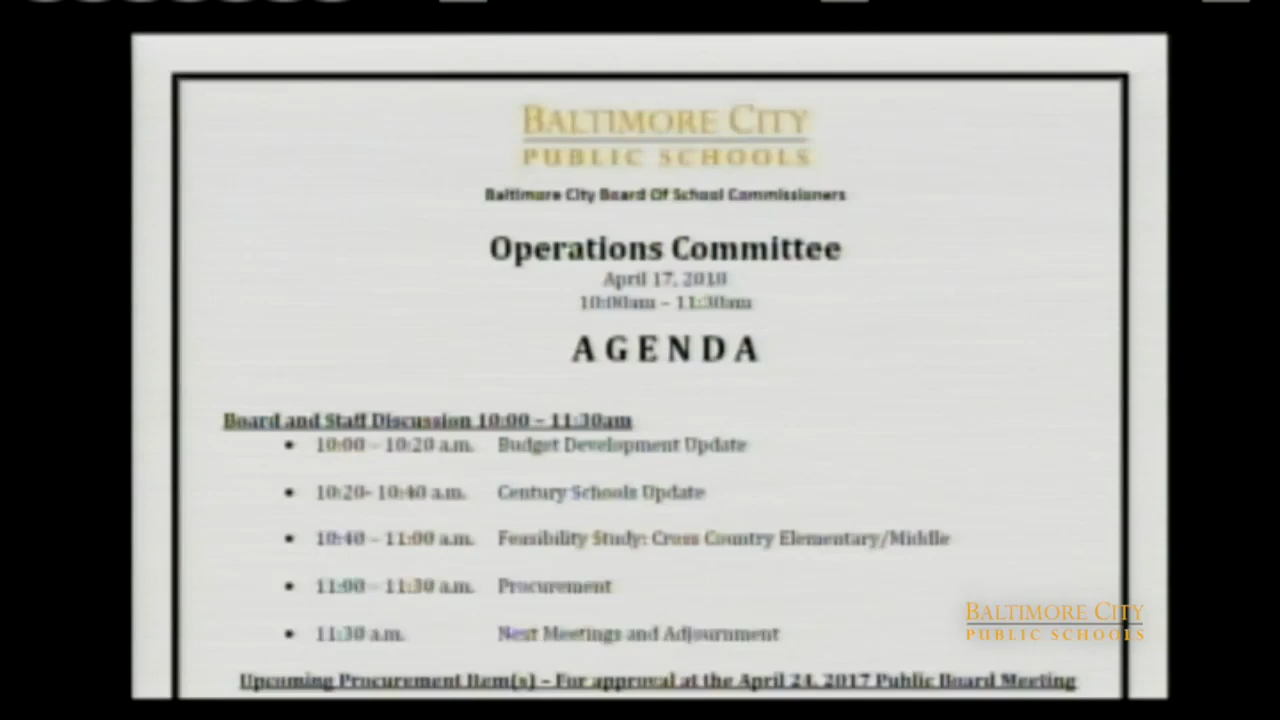 BALTIMORE CITY
PUBLIC SCHOOLS
Baltimore City Board Of School Commissioners
Operations Committee
April 17, 2018
10:00am – 11:30am
AGENDA
Board and Staff Discussion 10:00 – 11:30am
• 10:00 – 10:20 a.m. Budget Development Update
• 10:20- 10:40 a.m. Century Schools Update
• 10:40 – 11:00 a.m. Feasibility Study: Cross Country Elementary/Middle
• 11:00 – 11:30 a.m. Procurement
• 11:30 a.m. Next Meetings and Adjournment
Upcoming Procurement Item(s) – For approval at the April 24, 2017 Public Board Meeting
BALTIMORE CITY
PUBLIC SCHOOLS